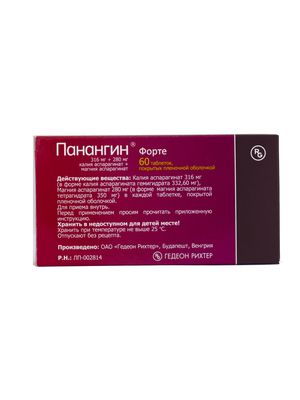 Панангин® Форте
316 мг + 280 мг
калия аспарагинат +
магния аспарагинат
60 таблеток,
покрытых пленочной оболочкой
Действующие вещества: Калия аспарагинат 316 мг
(в форме калия аспарагината гемигидрата 332,60 мг),
Магния аспарагинат 280 мг (в форме магния аспарагината
тетрагидрата 350 мг) в каждой таблетке, покрытой
пленочной оболочкой.
Для приема внутрь.
Перед применением просим прочитать приложенную
инструкцию.
Хранить в недоступном для детей месте!
Хранить при температуре не выше 25 °С.
Отпускают без рецепта.
Произведено: ОАО «Гедеон Рихтер», Будапешт, Венгрия
Р.Н.: ЛП-002814
ГЕДЕОН РИХТЕР